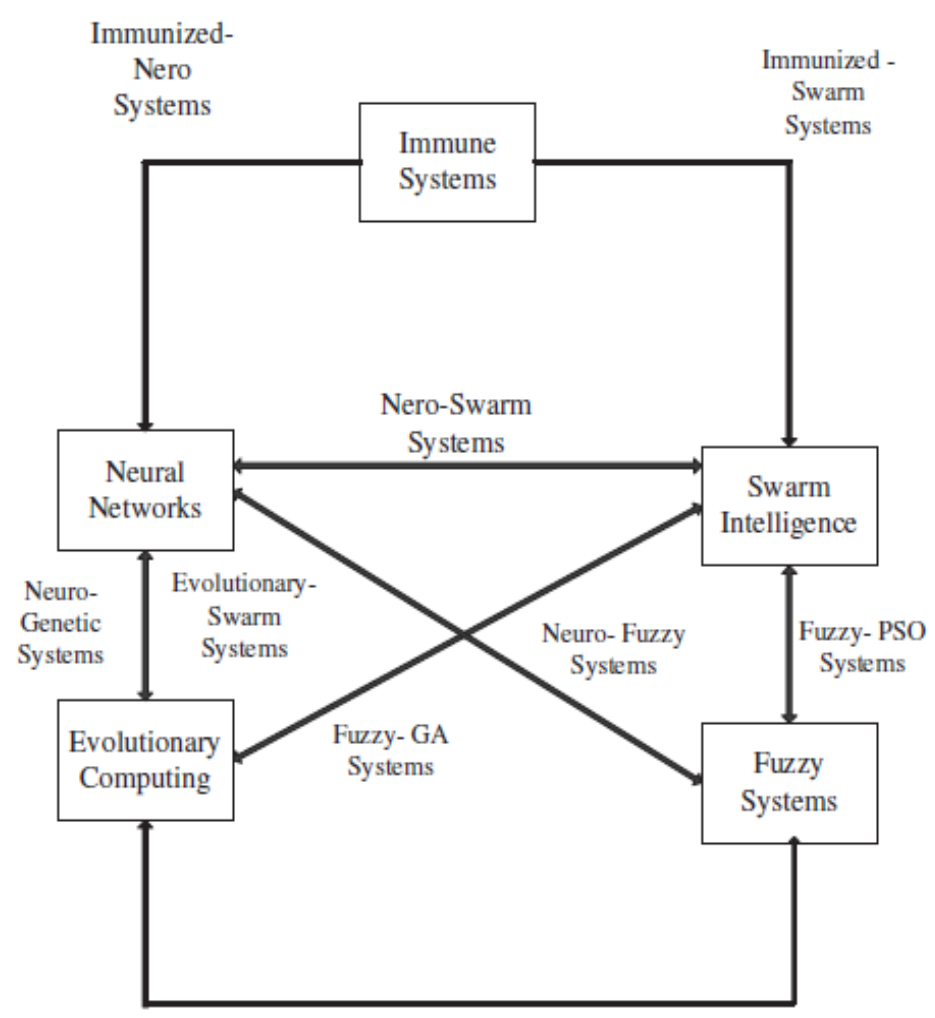 Immunized-
Nero
Systems
Immunized -
Swarm
Systems
Immune
Systems
Nero-Swarm
Systems
Neural
Networks
Swarm
Intelligence
Neuro-
Genetic
Systems
Evolutionary-
Swarm
Systems
Neuro- Fuzzy
Systems
Fuzzy- PSO
Systems
Evolutionary
Computing
Fuzzy- GA
Systems
Fuzzy
Systems